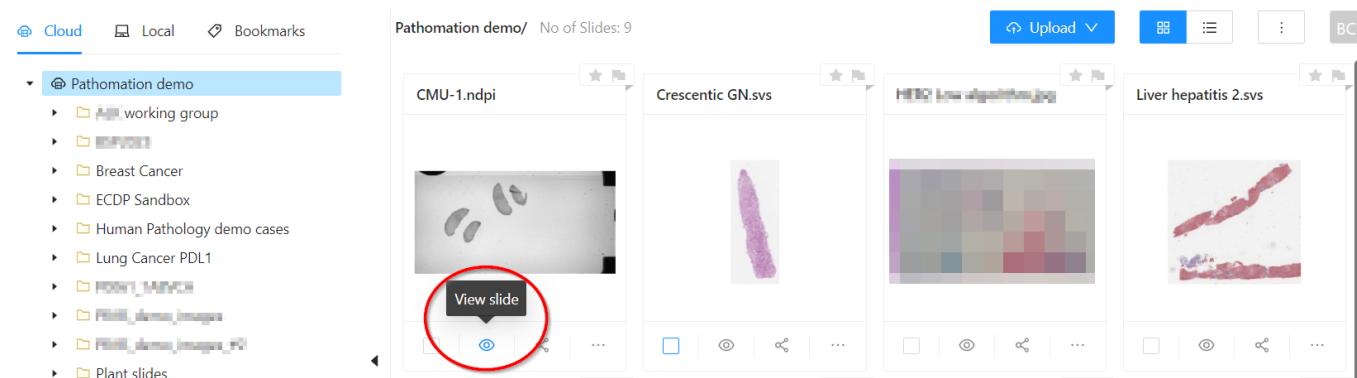 Cloud Local Bookmarks
Pathomation demo/ No of Slides: 9
Upload
BC
Pathomation demo
working group
Breast Cancer
ECDP Sandbox
Human Pathology demo cases
Lung Cancer PDL1
Plant slides
CMU-1.ndpi
Crescentic GN.svs
Liver hepatitis 2.svs
View slide